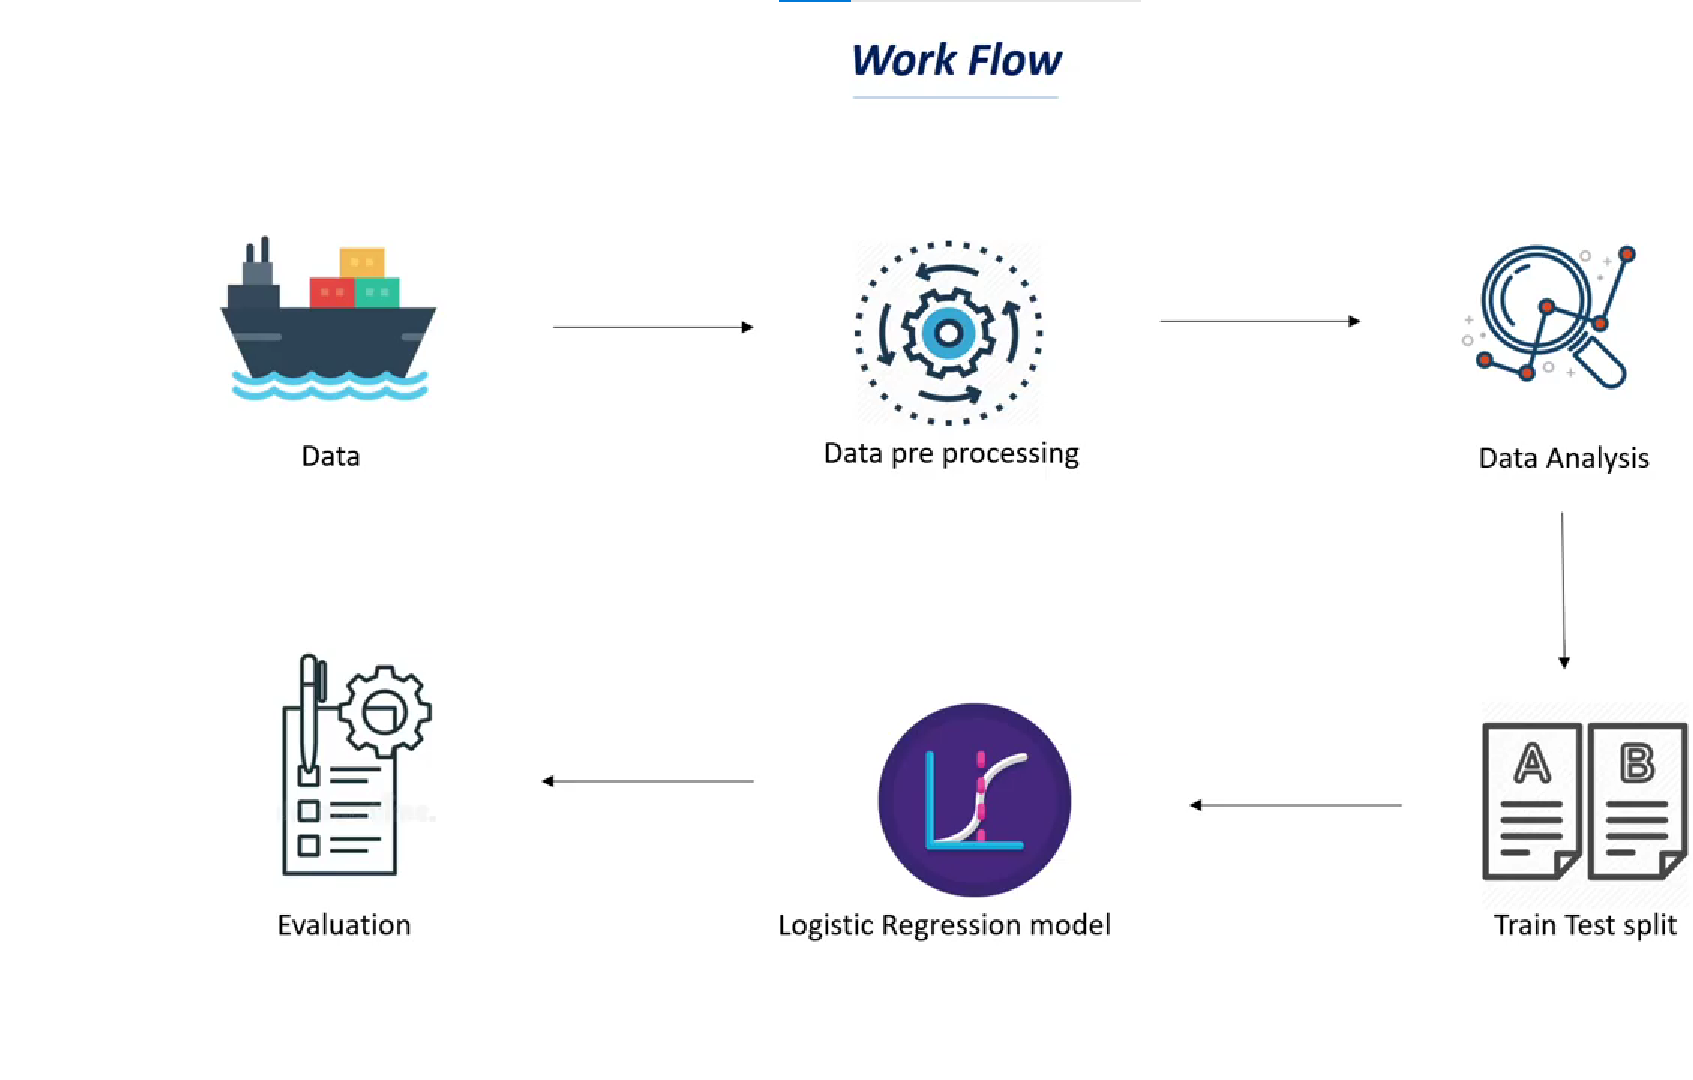 Work Flow
Data
Data pre processing
Data Analysis
A
B
Evaluation
Logistic Regression model
Train Test split